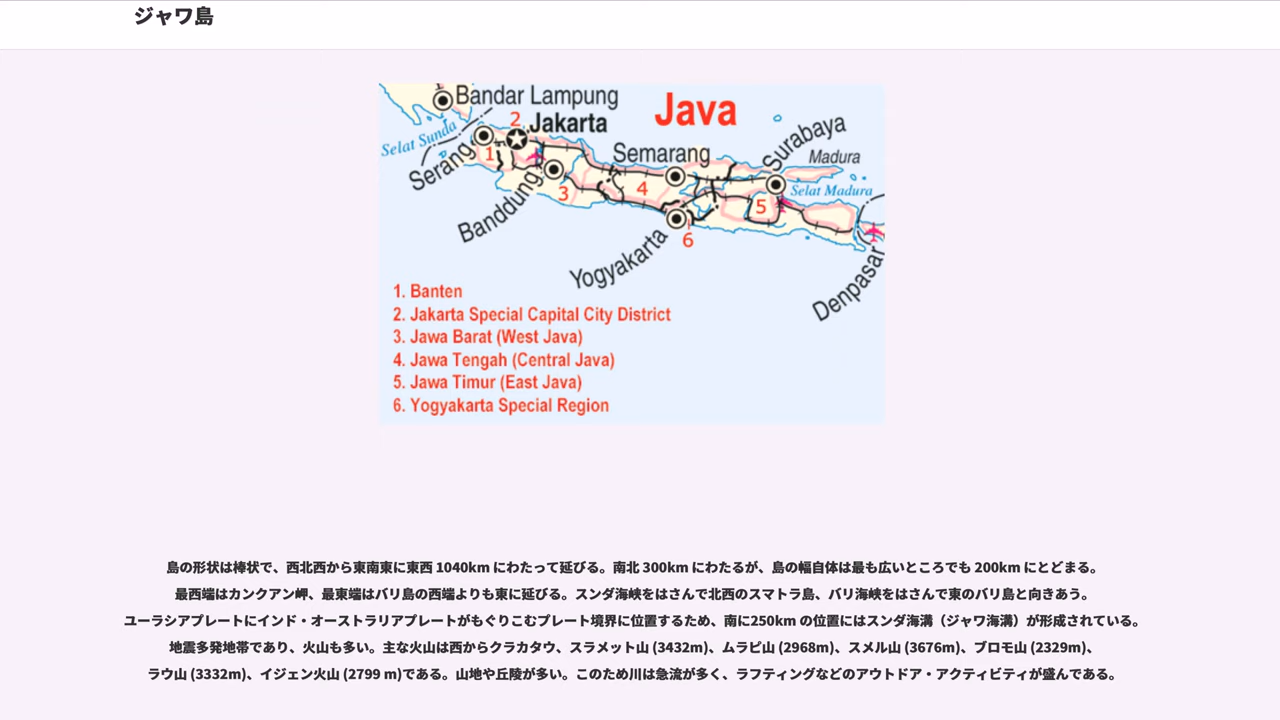 ジャワ島
Bandar Lampung
Java
2
Jakarta
Surabaya
Selat Sunda
Semarang
Madura
Serang
1
Banddung
3
4
5
Selat Madura
Yogyakarta
6
Denpasar
1. Banten
2. Jakarta Special Capital City District
3. Jawa Barat (West Java)
4. Jawa Tengah (Central Java)
5. Jawa Timur (East Java)
6. Yogyakarta Special Region
島の形状は棒状で、西北西から東南東に東西 1040km にわたって延びる。南北 300km にわたるが、島の幅自体は最も広いところでも 200km にとどまる。
最西端はカンクアン岬、最東端はバリ島の西端よりも東に延びる。スンダ海峡をはさんで北西のスマトラ島、バリ海峡をはさんで東のバリ島と向きあう。
ユーラシアプレートにインド・オーストラリアプレートがもぐりこむプレート境界に位置するため、南に250km の位置にはスンダ海溝（ジャワ海溝）が形成されている。
地震多発地帯であり、火山も多い。主な火山は西からクラカタウ、スラメット山 (3432m)、ムラピ山 (2968m)、スメル山 (3676m)、ブロモ山 (2329m)、
ラウ山 (3332m)、イジェン火山 (2799 m)である。山地や丘陵が多い。このため川は急流が多く、ラフティングなどのアウトドア・アクティビティが盛んである。